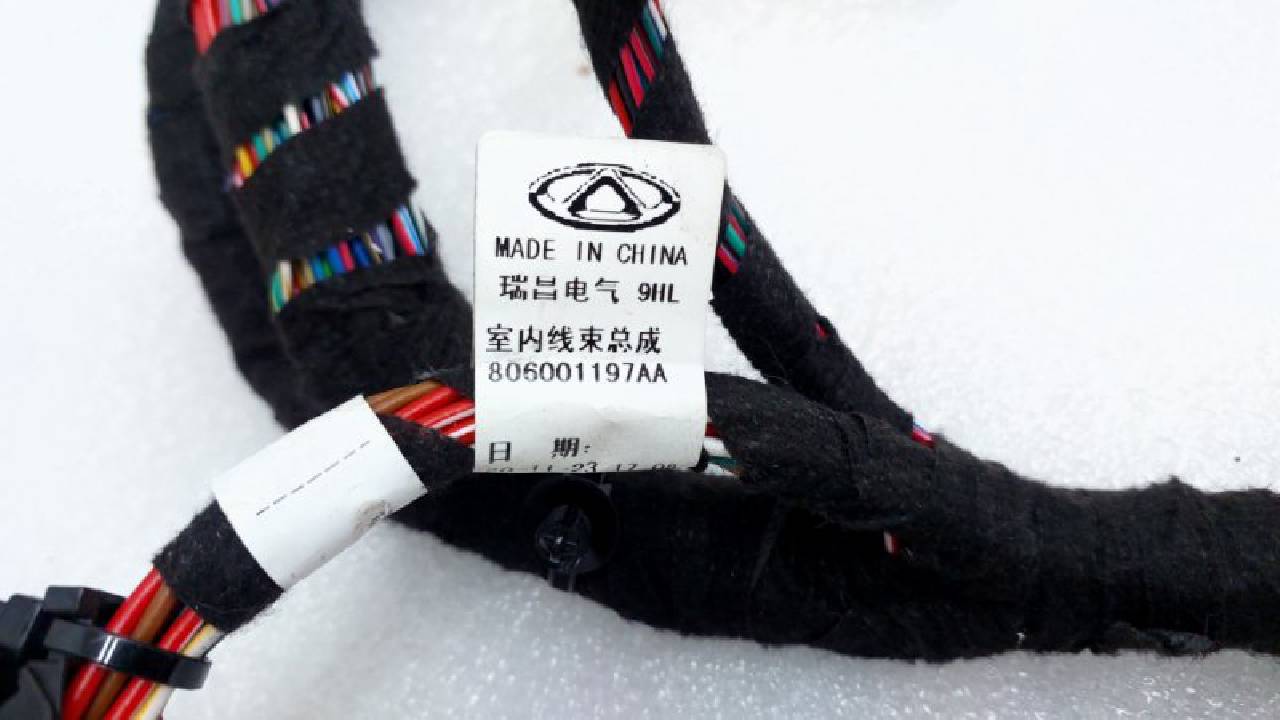 MADE IN CHINA
瑞昌电气 9HL
室内线束总成
806001197AA
日 期: